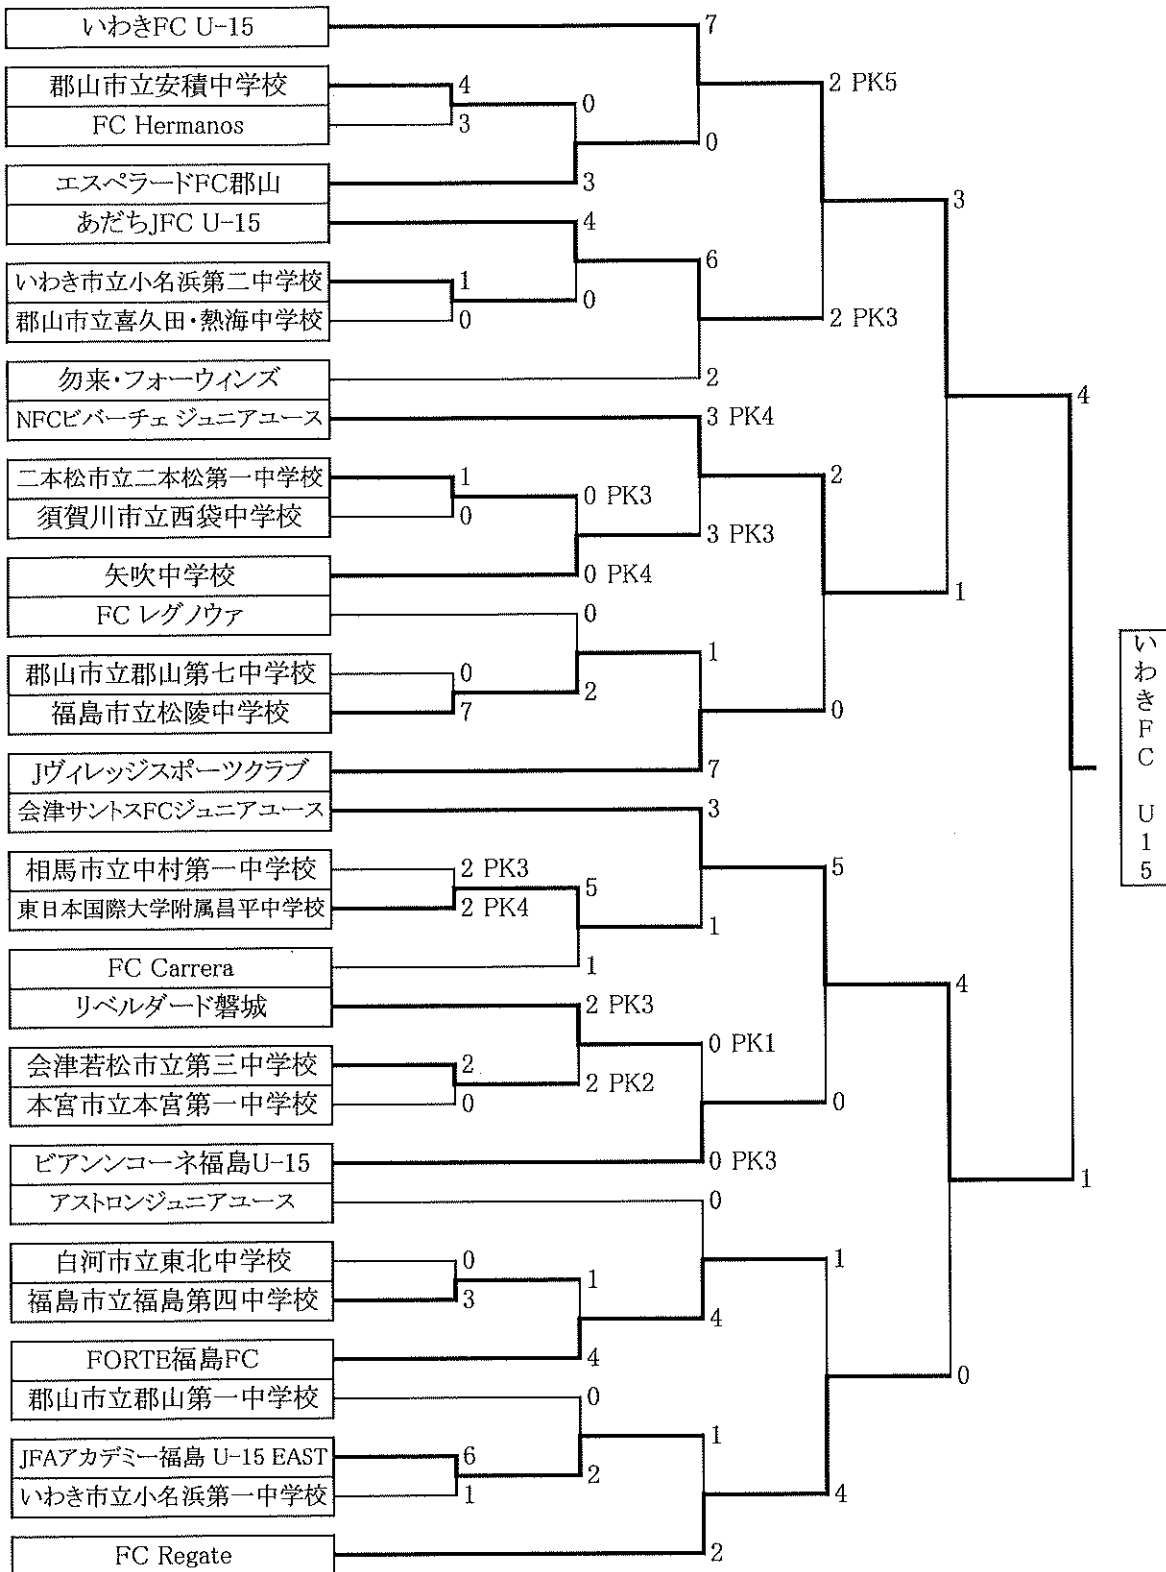 いわきFC U-15
7
郡山市立安積中学校
4
2 PK5
0
FC Hermanos
3
0
エスペラードFC郡山
3
3
あだちJFC U-15
4
6
いわき市立小名浜第二中学校
1
0
郡山市立喜久田・熱海中学校
0
2 PK3
勿来・フォーウィンズ
2
4
NFCビバーチェ ジュニアユース
3 PK4
二本松市立二本松第一中学校
1
2
0 PK3
須賀川市立西袋中学校
0
3 PK3
矢吹中学校
0 PK4
1
FC レグノウァ
0
郡山市立郡山第七中学校
0
1
2
福島市立松陵中学校
7
0
Jヴィレッジスポーツクラブ
7
会津サントスFCジュニアユース
3
いわきFC U15
相馬市立中村第一中学校
2 PK3
5
5
東日本国際大学附属昌平中学校
2 PK4
1
FC Carrera
1
4
リベルダード磐城
2 PK3
0 PK1
会津若松市立第三中学校
2
2 PK2
本宮市立本宮第一中学校
0
0
ビアンンコーネ福島U-15
0 PK3
1
アストロンジュニアユース
0
白河市立東北中学校
0
1
1
福島市立福島第四中学校
3
4
FORTE福島FC
4
0
郡山市立郡山第一中学校
0
JFAアカデミー福島 U-15 EAST
6
1
2
いわき市立小名浜第一中学校
1
4
FC Regate
2